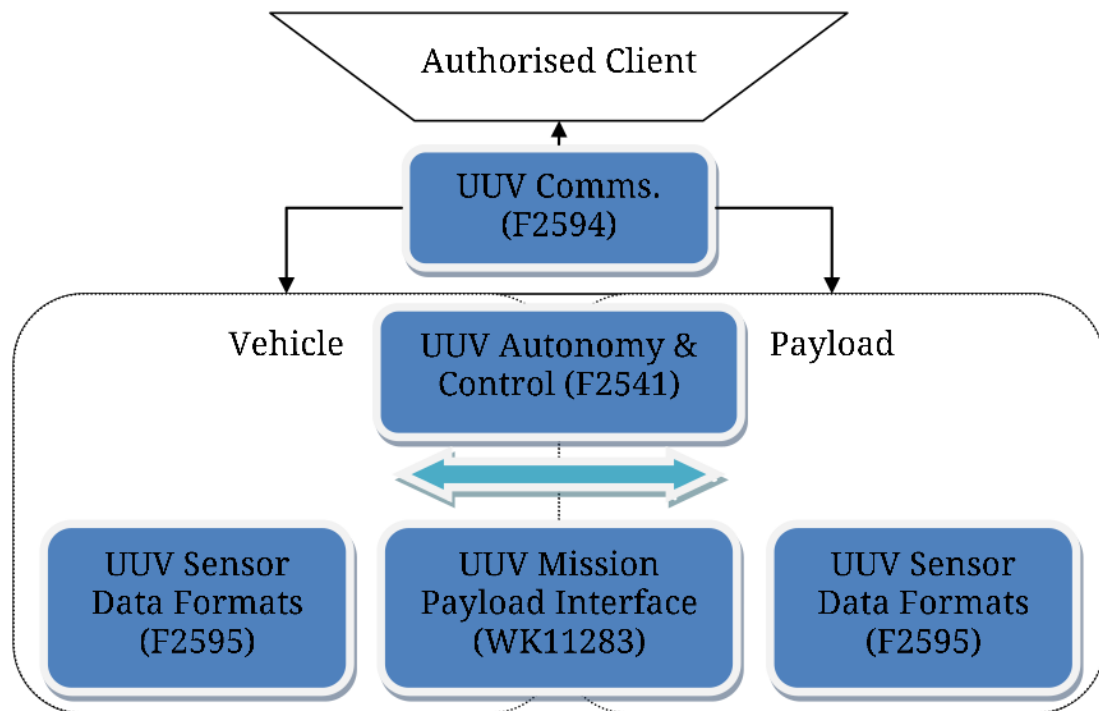 Authorised Client
UUV Comms.
(F2594)
Vehicle
UUV Autonomy &
Control (F2541)
Payload
UUV Sensor
Data Formats
(F2595)
UUV Mission
Payload Interface
(WK11283)
UUV Sensor
Data Formats
(F2595)